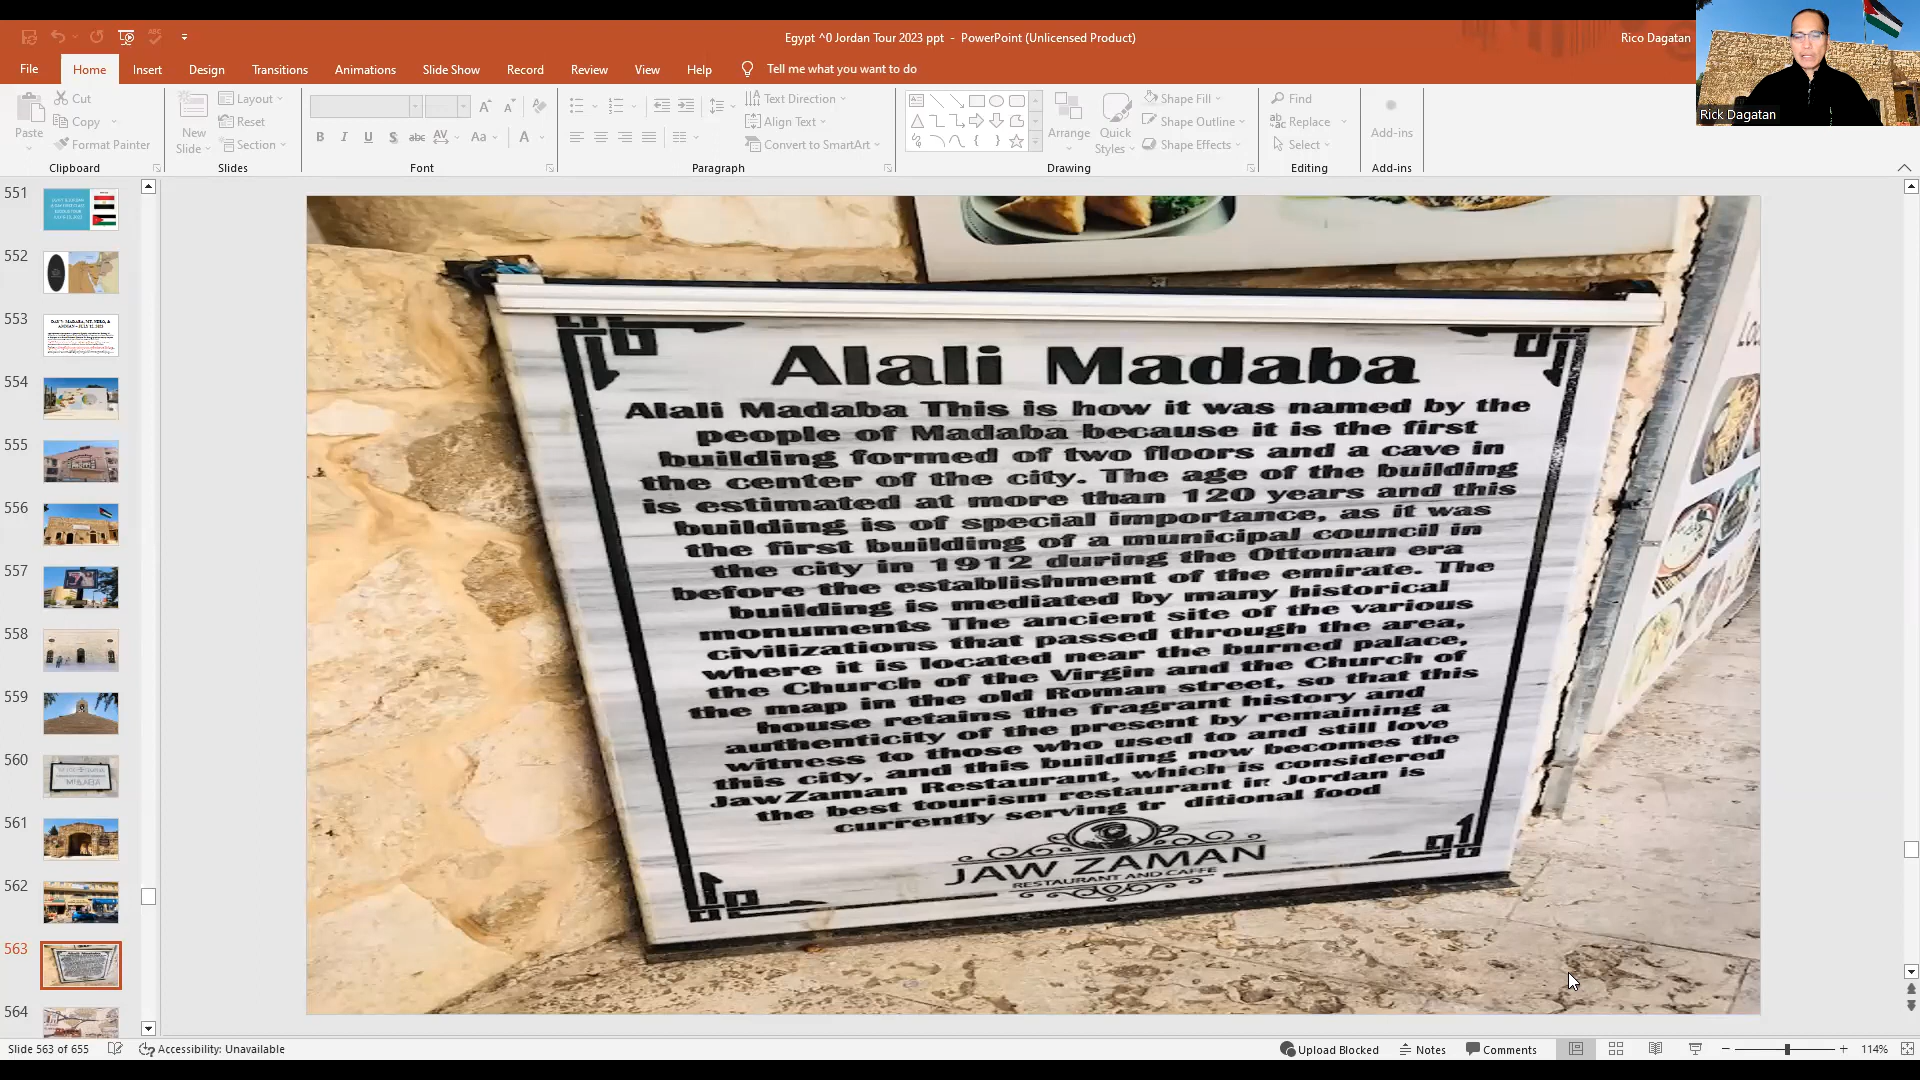 Egypt ^0 Jordan Tour 2023 ppt - PowerPoint (Unlicensed Product)
Rico Dagatan
File Home Insert Design Transitions Animations Slide Show Record Review View Help Tell me what you want to do
Paste
Cut
Copy
Format Painter
Clipboard
New Slide
Layout
Reset
Section
Slides
B I U S abc AV Aa A
Font
Text Direction
Align Text
Convert to SmartArt
Paragraph
Arrange
Quick Styles
Shape Fill
Shape Outline
Shape Effects
Drawing
Find
Replace
Select
Editing
Add-ins
Add-ins
Rick Dagatan
551
552
553
554
555
556
557
558
559
560
561
562
563
564
Alali Madaba
Alali Madaba This is how it was named by the
people of Madaba because it is the first
building formed of two floors and a cave in
the center of the city. The age of the building
is estimated at more than 120 years and this
building is of special importance, as it was
the first building of a municipal council in
the city in 1912 during the Ottoman era
before the establishment of the emirate. The
building is mediated by many historical
monuments The ancient site of the various
civilizations that passed through the area,
where it is located near the burned palace,
the Church of the Virgin and the Church of
the map in the old Roman street, so that this
house retains the fragrant history and
authenticity of the present by remaining a
witness to those who used to and still love
this city, and this building now becomes the
JawZaman Restaurant, which is considered
the best tourism restaurant in Jordan is
currently serving tr ditional food
JAW ZAMAN
RESTAURANT AND CAFFE
Slide 563 of 655 Accessibility: Unavailable
Upload Blocked Notes Comments 114%